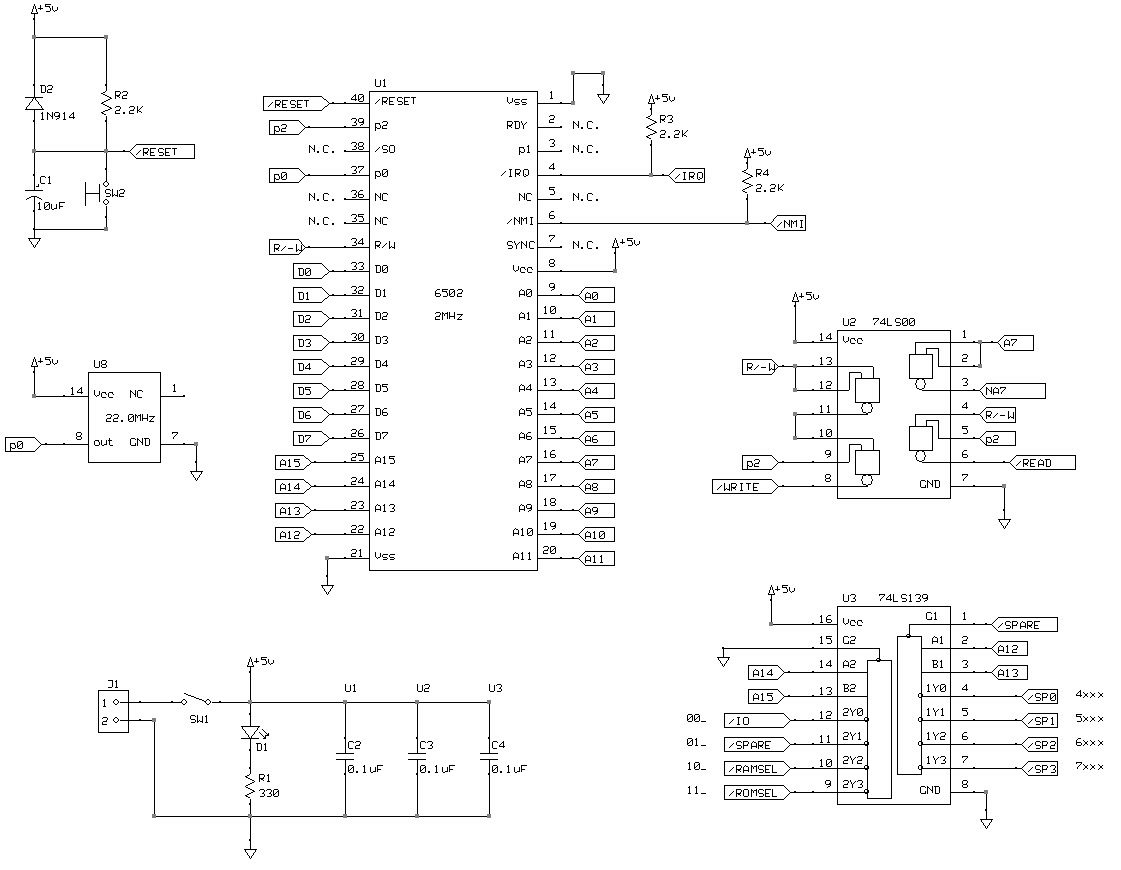 +5v
D2
1N914
R2
2.2K
/RESET
C1
10uF
SW2
U8
+5v
14 Vcc NC 1
22.0MHz
p0 8 out GND 7
U1
6502
2MHz
/RESET 40 /RESET
p2 39 p2
N.C. 38 /SO
p0 37 p0
N.C. 36 NC
N.C. 35 NC
R/-W 34 R/W
D0 33 D0
D1 32 D1
D2 31 D2
D3 30 D3
D4 29 D4
D5 28 D5
D6 27 D6
D7 26 D7
A15 25 A15
A14 24 A14
A13 23 A13
A12 22 A12
21 Vss
Vss 1
RDY 2 N.C.
p1 3 N.C.
/IRQ 4 /IRQ
NC 5 N.C.
/NMI 6 /NMI
SYNC 7 N.C.
Vcc 8 +5v
A0 9 A0
A1 10 A1
A2 11 A2
A3 12 A3
A4 13 A4
A5 14 A5
A6 15 A6
A7 16 A7
A8 17 A8
A9 18 A9
A10 19 A10
A11 20 A11
+5v
R3
2.2K
+5v
R4
2.2K
+5v
U2 74LS00
14 Vcc
R/-W 13
12
11
10
p2 9
/WRITE 8
1 A7
2
3 NA7
4 R/-W
5 p2
6 /READ
GND 7
+5v
U3 74LS139
16 Vcc
15 G2
A14 14 A2
A15 13 B2
00_ /IO 12 2Y0
01_ /SPARE 11 2Y1
10_ /RAMSEL 10 2Y2
11_ /ROMSEL 9 2Y3
G1 1 /SPARE
A1 2 A12
B1 3 A13
1Y0 4 /SP0 4xxx
1Y1 5 /SP1 5xxx
1Y2 6 /SP2 6xxx
1Y3 7 /SP3 7xxx
GND 8
J1
1
2
SW1
+5v
D1
R1
330
U1
C2
0.1uF
U2
C3
0.1uF
U3
C4
0.1uF